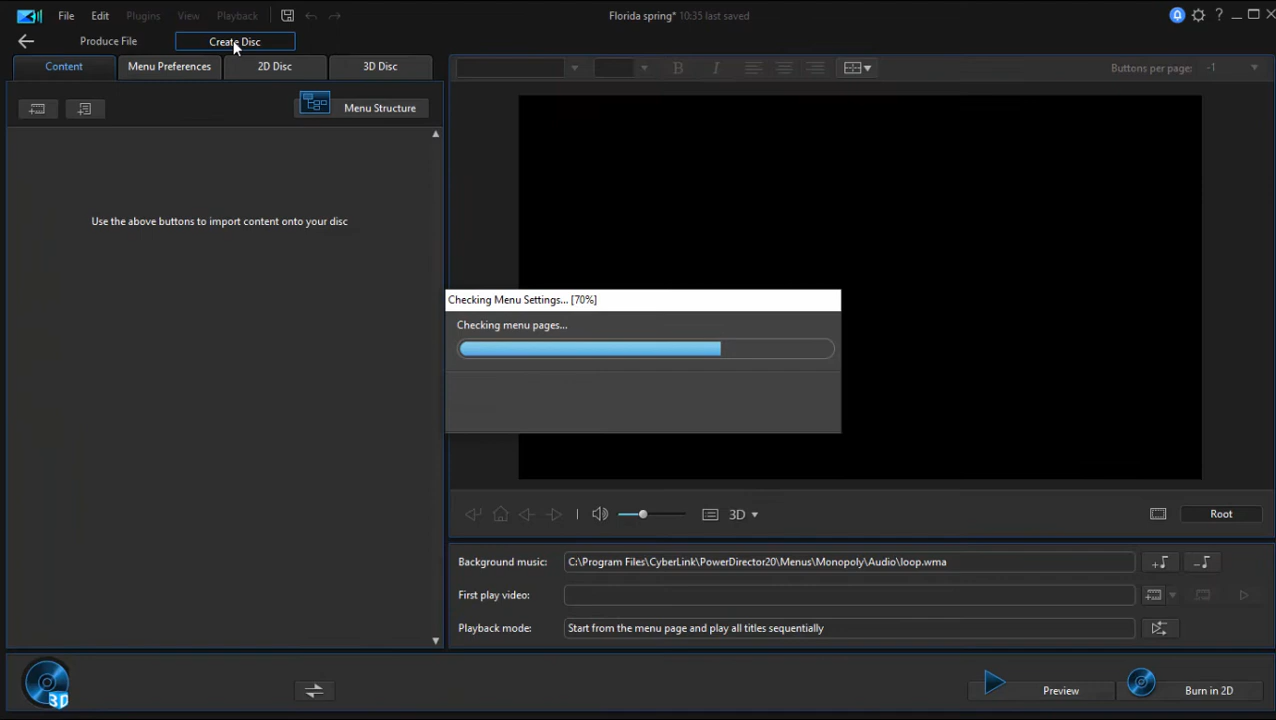 File Edit Plugins View Playback Florida spring* 10:35 last saved
Produce File Create Disc
Content Menu Preferences 2D Disc 3D Disc B I Buttons per page: -1
Menu Structure
Use the above buttons to import content onto your disc
Checking Menu Settings... [70%]
Checking menu pages...
3D Root
Background music: C:\Program Files\CyberLink\PowerDirector20\Menus\Monopoly\Audio\loop.wma
First play video:
Playback mode: Start from the menu page and play all titles sequentially
3D Preview Burn in 2D